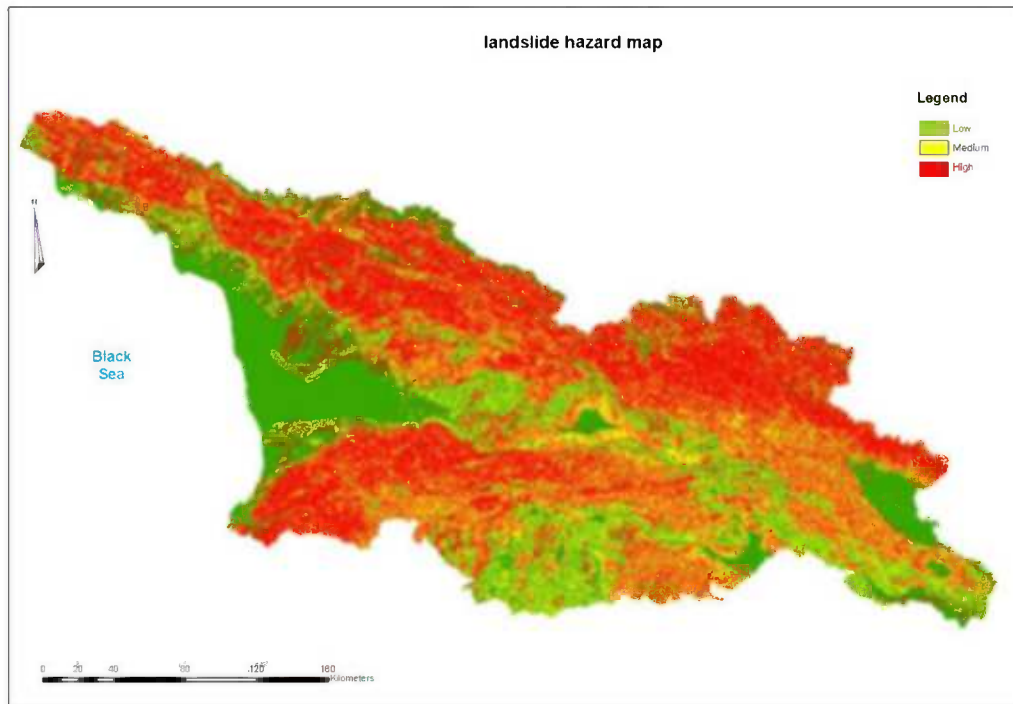 landslide hazard map
Legend
Low
Medium
High
N
Black
Sea
0 20 40 80 120 160
Kilometers